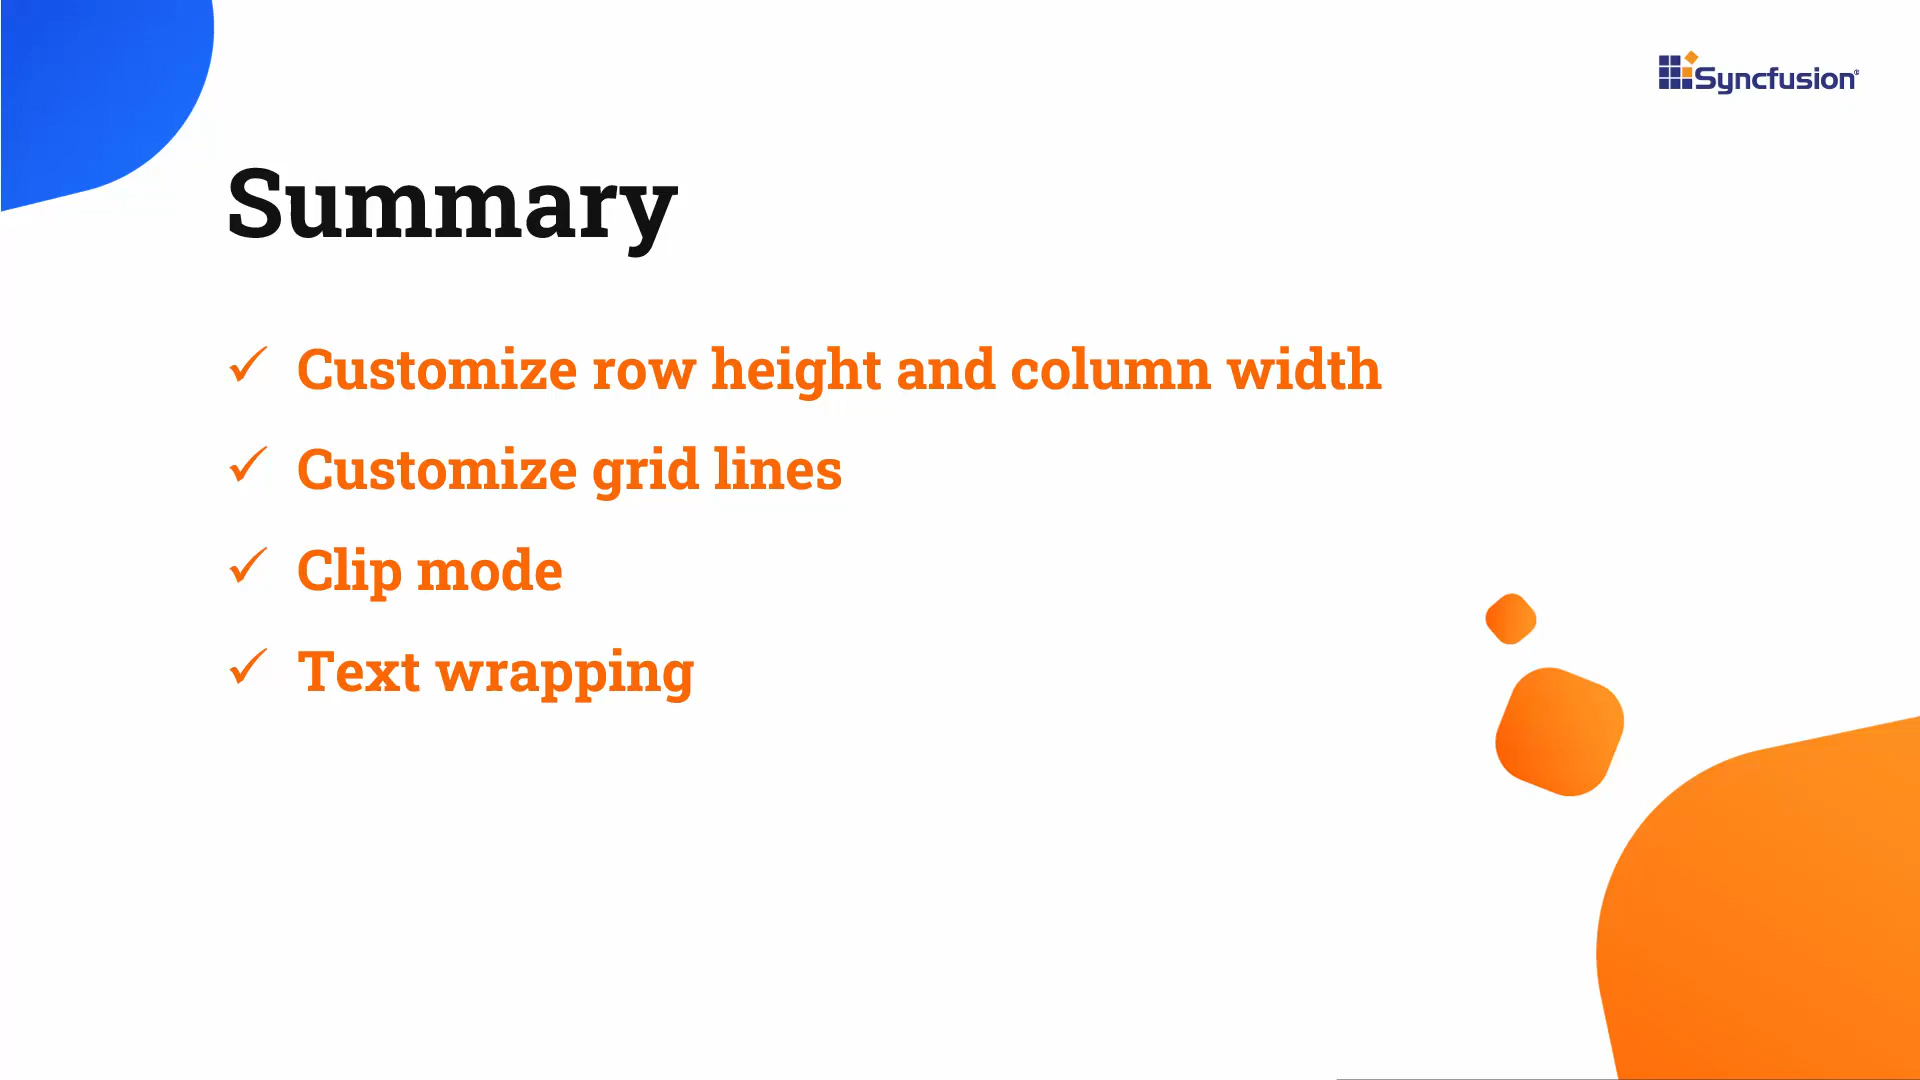 Syncfusion®
Summary
✓ Customize row height and column width
✓ Customize grid lines
✓ Clip mode
✓ Text wrapping